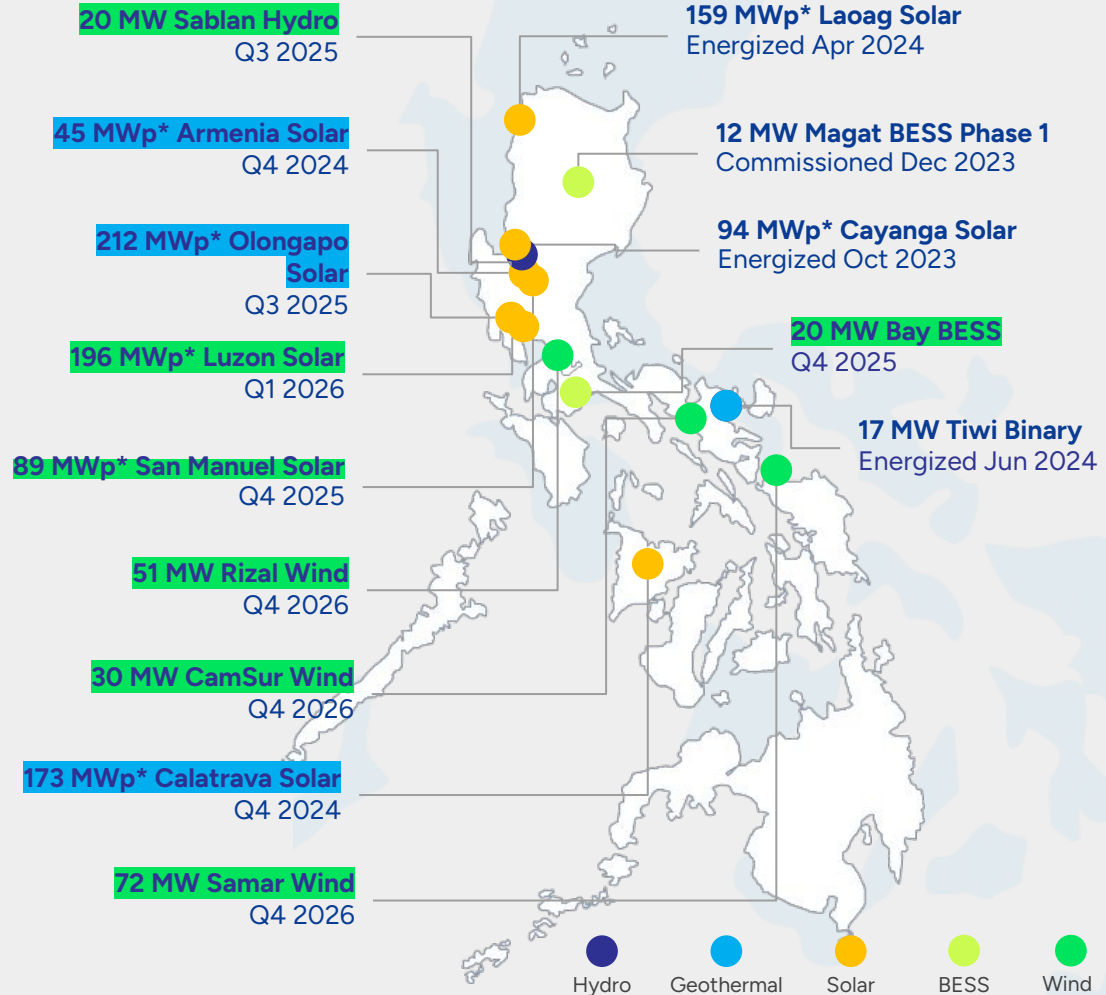 20 MW Sablan Hydro
Q3 2025
45 MWp* Armenia Solar
Q4 2024
212 MWp* Olongapo
Solar
Q3 2025
196 MWp* Luzon Solar
Q1 2026
89 MWp* San Manuel Solar
Q4 2025
51 MW Rizal Wind
Q4 2026
30 MW CamSur Wind
Q4 2026
173 MWp* Calatrava Solar
Q4 2024
72 MW Samar Wind
Q4 2026
159 MWp* Laoag Solar
Energized Apr 2024
12 MW Magat BESS Phase 1
Commissioned Dec 2023
94 MWp* Cayanga Solar
Energized Oct 2023
20 MW Bay BESS
Q4 2025
17 MW Tiwi Binary
Energized Jun 2024
Hydro
Geothermal
Solar
BESS
Wind